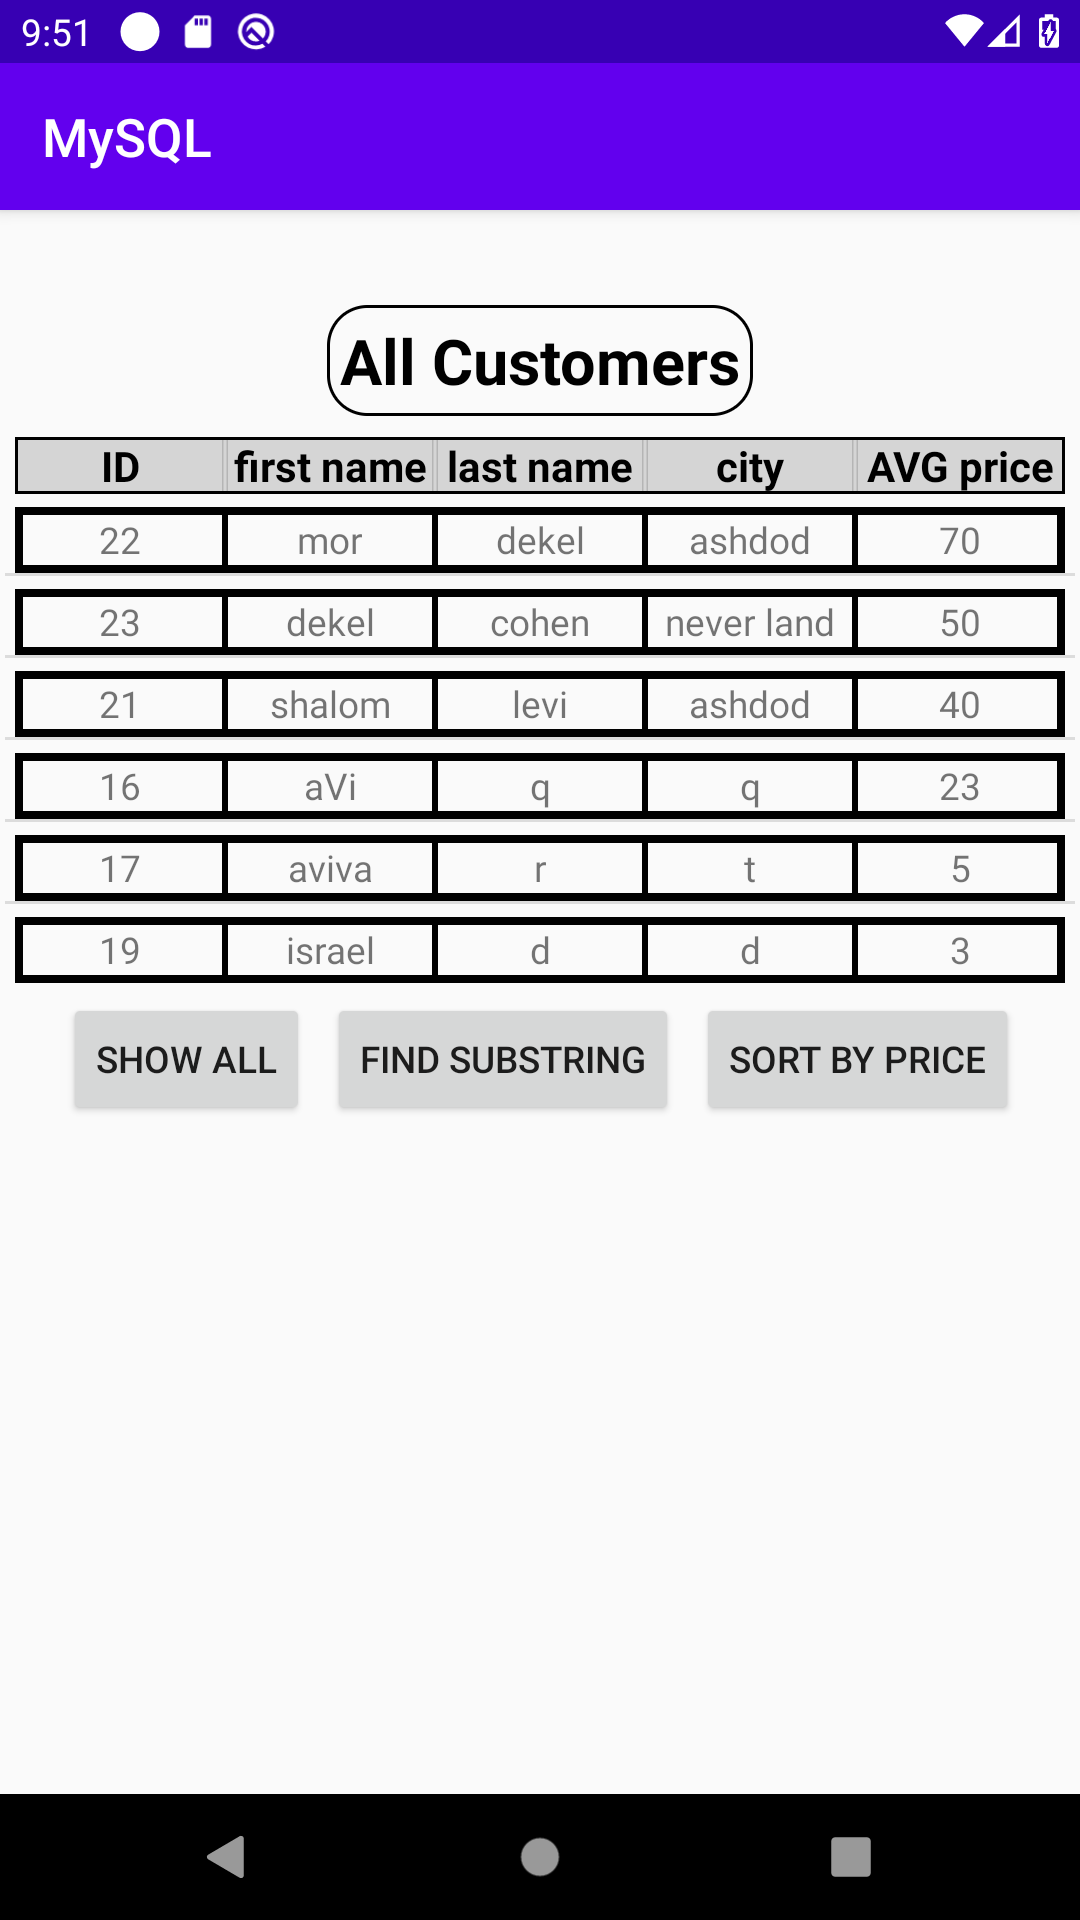 9:51
MySQL
All Customers
ID first name last name city AVG price
22 mor dekel ashdod 70
23 dekel cohen never land 50
21 shalom levi ashdod 40
16 aVi q q 23
17 aviva r t 5
19 israel d d 3
SHOW ALL FIND SUBSTRING SORT BY PRICE